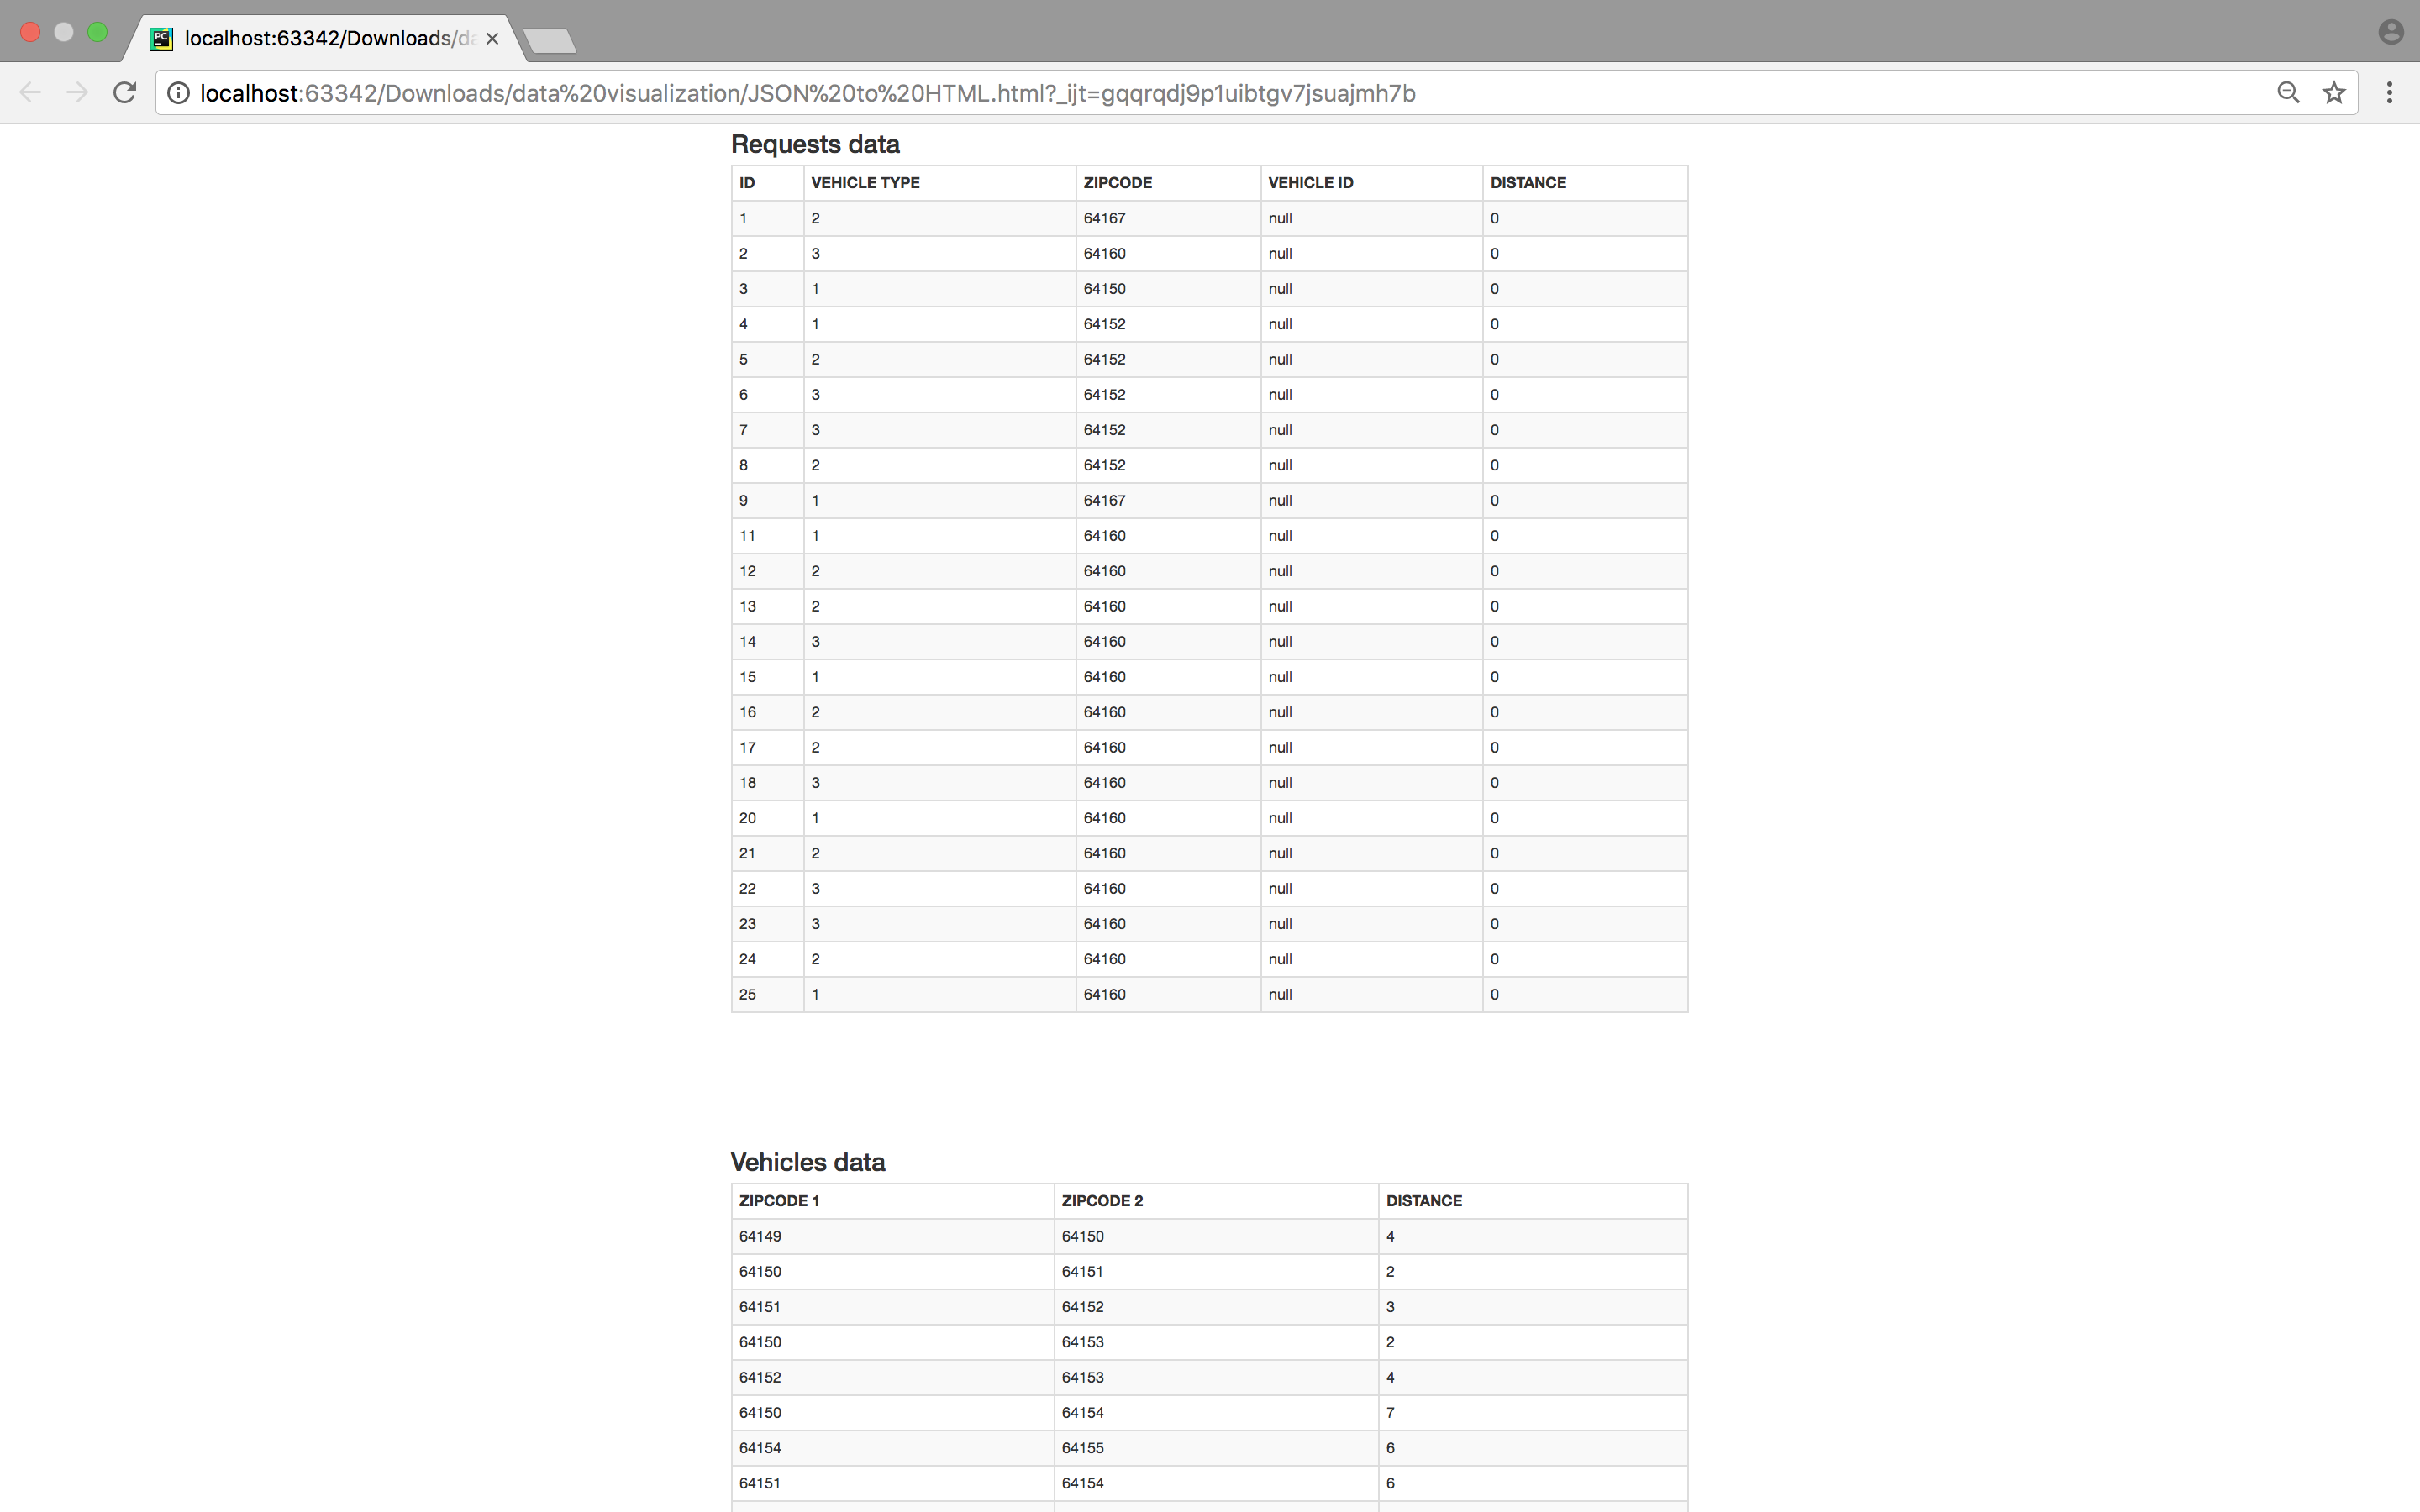 localhost:63342/Downloads/da
localhost:63342/Downloads/data%20visualization/JSON%20to%20HTML.html?_ijt=gqqrqdj9p1uibtgv7jsuajmh7b
Requests data
ID VEHICLE TYPE ZIPCODE VEHICLE ID DISTANCE
1 2 64167 null 0
2 3 64160 null 0
3 1 64150 null 0
4 1 64152 null 0
5 2 64152 null 0
6 3 64152 null 0
7 3 64152 null 0
8 2 64152 null 0
9 1 64167 null 0
11 1 64160 null 0
12 2 64160 null 0
13 2 64160 null 0
14 3 64160 null 0
15 1 64160 null 0
16 2 64160 null 0
17 2 64160 null 0
18 3 64160 null 0
20 1 64160 null 0
21 2 64160 null 0
22 3 64160 null 0
23 3 64160 null 0
24 2 64160 null 0
25 1 64160 null 0
Vehicles data
ZIPCODE 1 ZIPCODE 2 DISTANCE
64149 64150 4
64150 64151 2
64151 64152 3
64150 64153 2
64152 64153 4
64150 64154 7
64154 64155 6
64151 64154 6